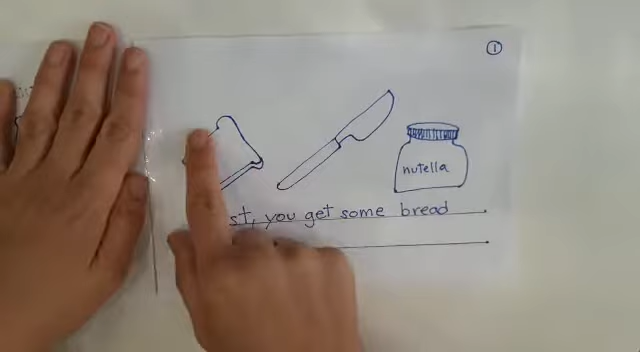 ①
nutella
st, you get some bread